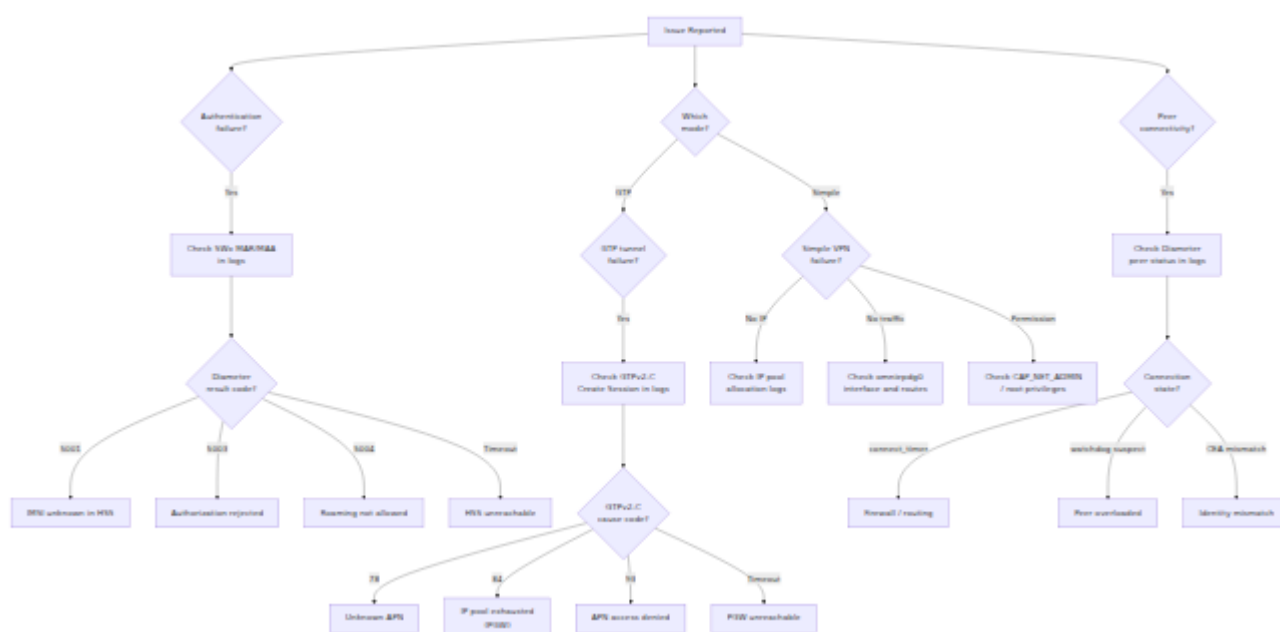 Issue Reported
Authentication
failure?
Which
mode?
Peer
connectivity?
Yes
GTP
Simple
Yes
Check SWx MAR/MAA
in logs
GTP tunnel
failure?
Simple VPN
failure?
Check Diameter
peer status in logs
Yes
No IP
No traffic
Permission
Diameter
result code?
Check GTPv2-C
Create Session in logs
Check IP pool
allocation logs
Check
interface and routes
Check CAP_NET_ADMIN
/ root privileges
Connection
state?
5001
5003
5004
Timeout
connect_timer
watchdog suspect
CEA mismatch
IMSI unknown in HSS
Authorization rejected
Roaming not allowed
HSS unreachable
GTPv2-C
cause code?
Firewall / routing
Peer overloaded
Identity mismatch
78
Timeout
Unknown APN
IP pool exhausted
(PGW)
APN access denied
PGW unreachable